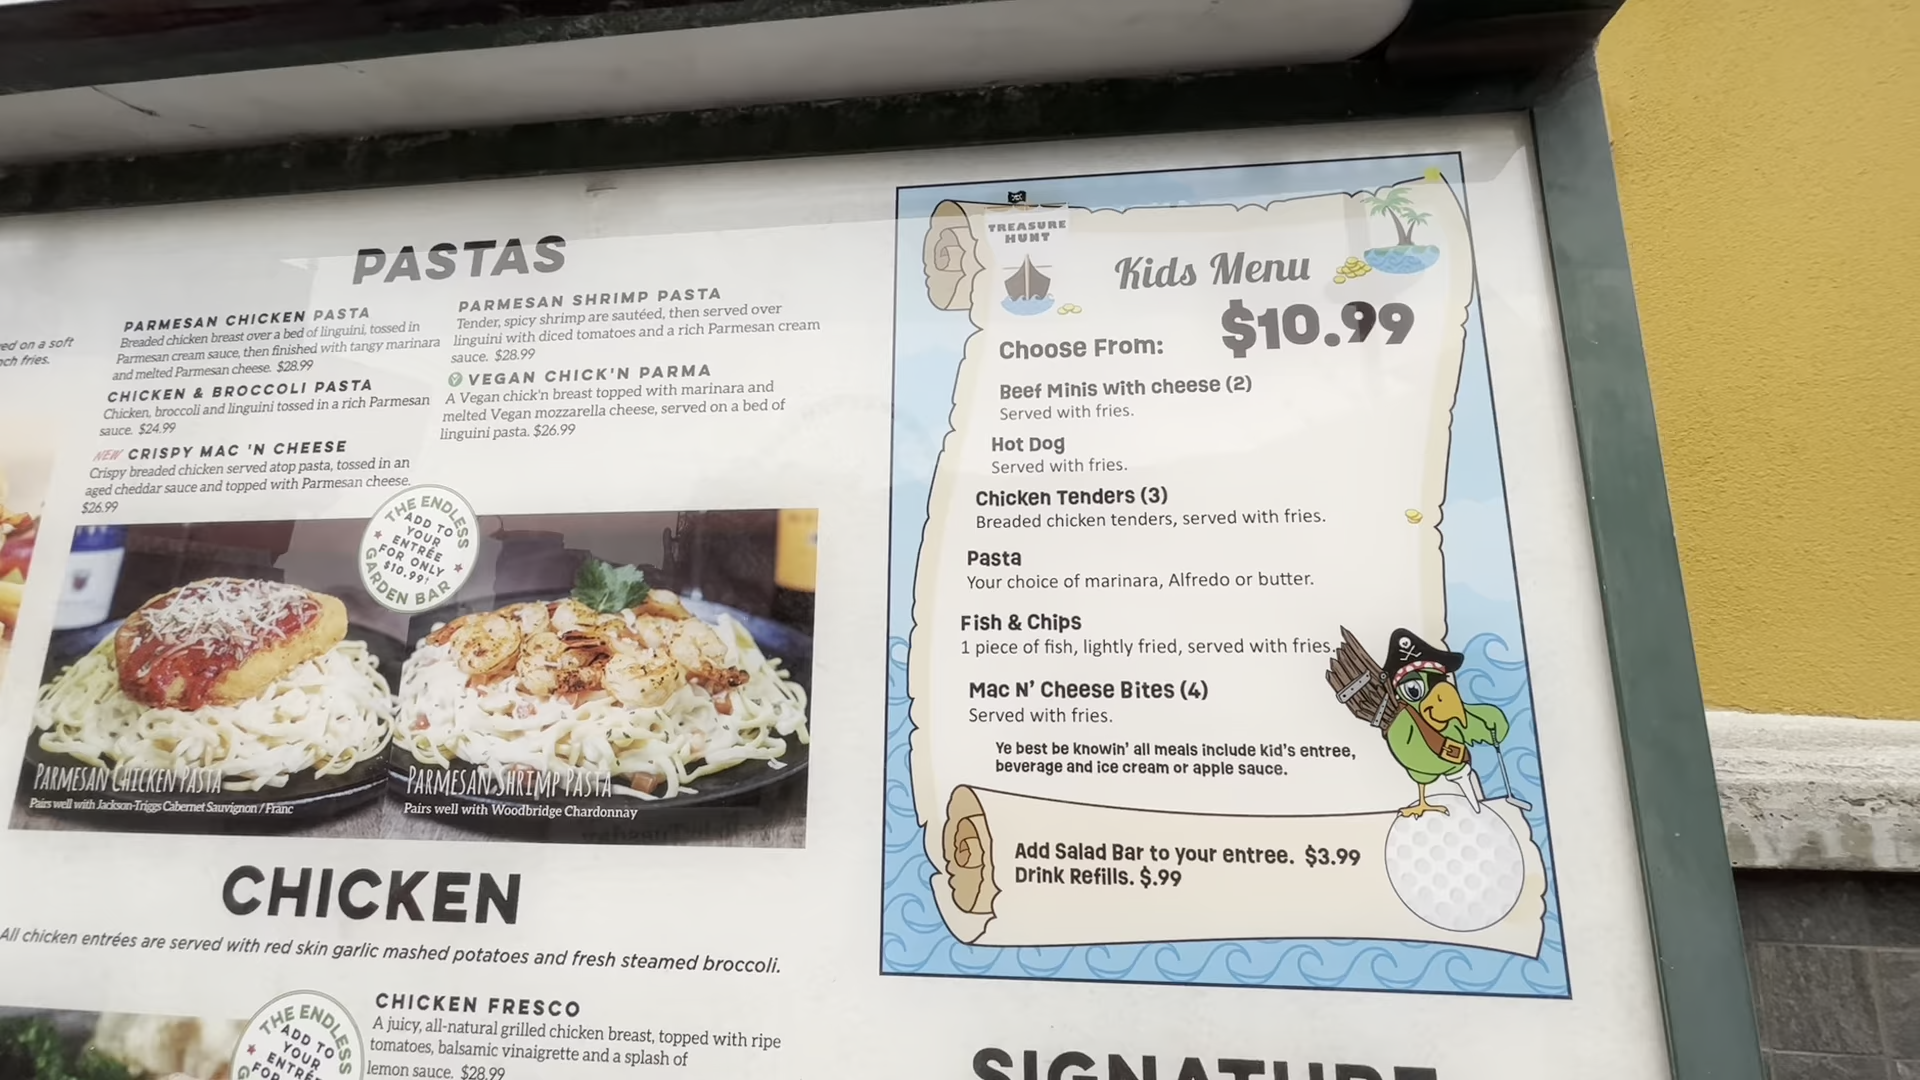 ed on a soft
ch fries.
PASTAS
PARMESAN CHICKEN PASTA
Breaded chicken breast over a bed of linguini, tossed in
Parmesan cream sauce, then finished with tangy marinara
and melted Parmesan cheese. $28.99
CHICKEN & BROCCOLI PASTA
Chicken, broccoli and linguini tossed in a rich Parmesan
sauce. $24.99
NEW CRISPY MAC 'N CHEESE
Crispy breaded chicken served atop pasta, tossed in an
aged cheddar sauce and topped with Parmesan cheese.
$26.99
PARMESAN SHRIMP PASTA
Tender, spicy shrimp are sautéed, then served over
linguini with diced tomatoes and a rich Parmesan cream
sauce. $28.99
VEGAN CHICK'N PARMA
A Vegan chick'n breast topped with marinara and
melted Vegan mozzarella cheese, served on a bed of
linguini pasta. $26.99
THE ENDLESS
ADD TO
YOUR
ENTRÉE
FOR ONLY
$10.99!
GARDEN BAR
PARMESAN CHICKEN PASTA
Pairs well with Jackson-Triggs Cabernet Sauvignon / Franc
PARMESAN SHRIMP PASTA
Pairs well with Woodbridge Chardonnay
CHICKEN
All chicken entrées are served with red skin garlic mashed potatoes and fresh steamed broccoli.
THE ENDLESS
ADD TO
YOUR
ENTRÉE
CHICKEN FRESCO
A juicy, all-natural grilled chicken breast, topped with ripe
tomatoes, balsamic vinaigrette and a splash of
lemon sauce. $28.99
TREASURE
HUNT
Kids Menu
$10.99
Choose From:
Beef Minis with cheese (2)
Served with fries.
Hot Dog
Served with fries.
Chicken Tenders (3)
Breaded chicken tenders, served with fries.
Pasta
Your choice of marinara, Alfredo or butter.
Fish & Chips
1 piece of fish, lightly fried, served with fries.
Mac N' Cheese Bites (4)
Served with fries.
Ye best be knowin' all meals include kid's entree,
beverage and ice cream or apple sauce.
Add Salad Bar to your entree. $3.99
Drink Refills. $.99
SIGNATURE